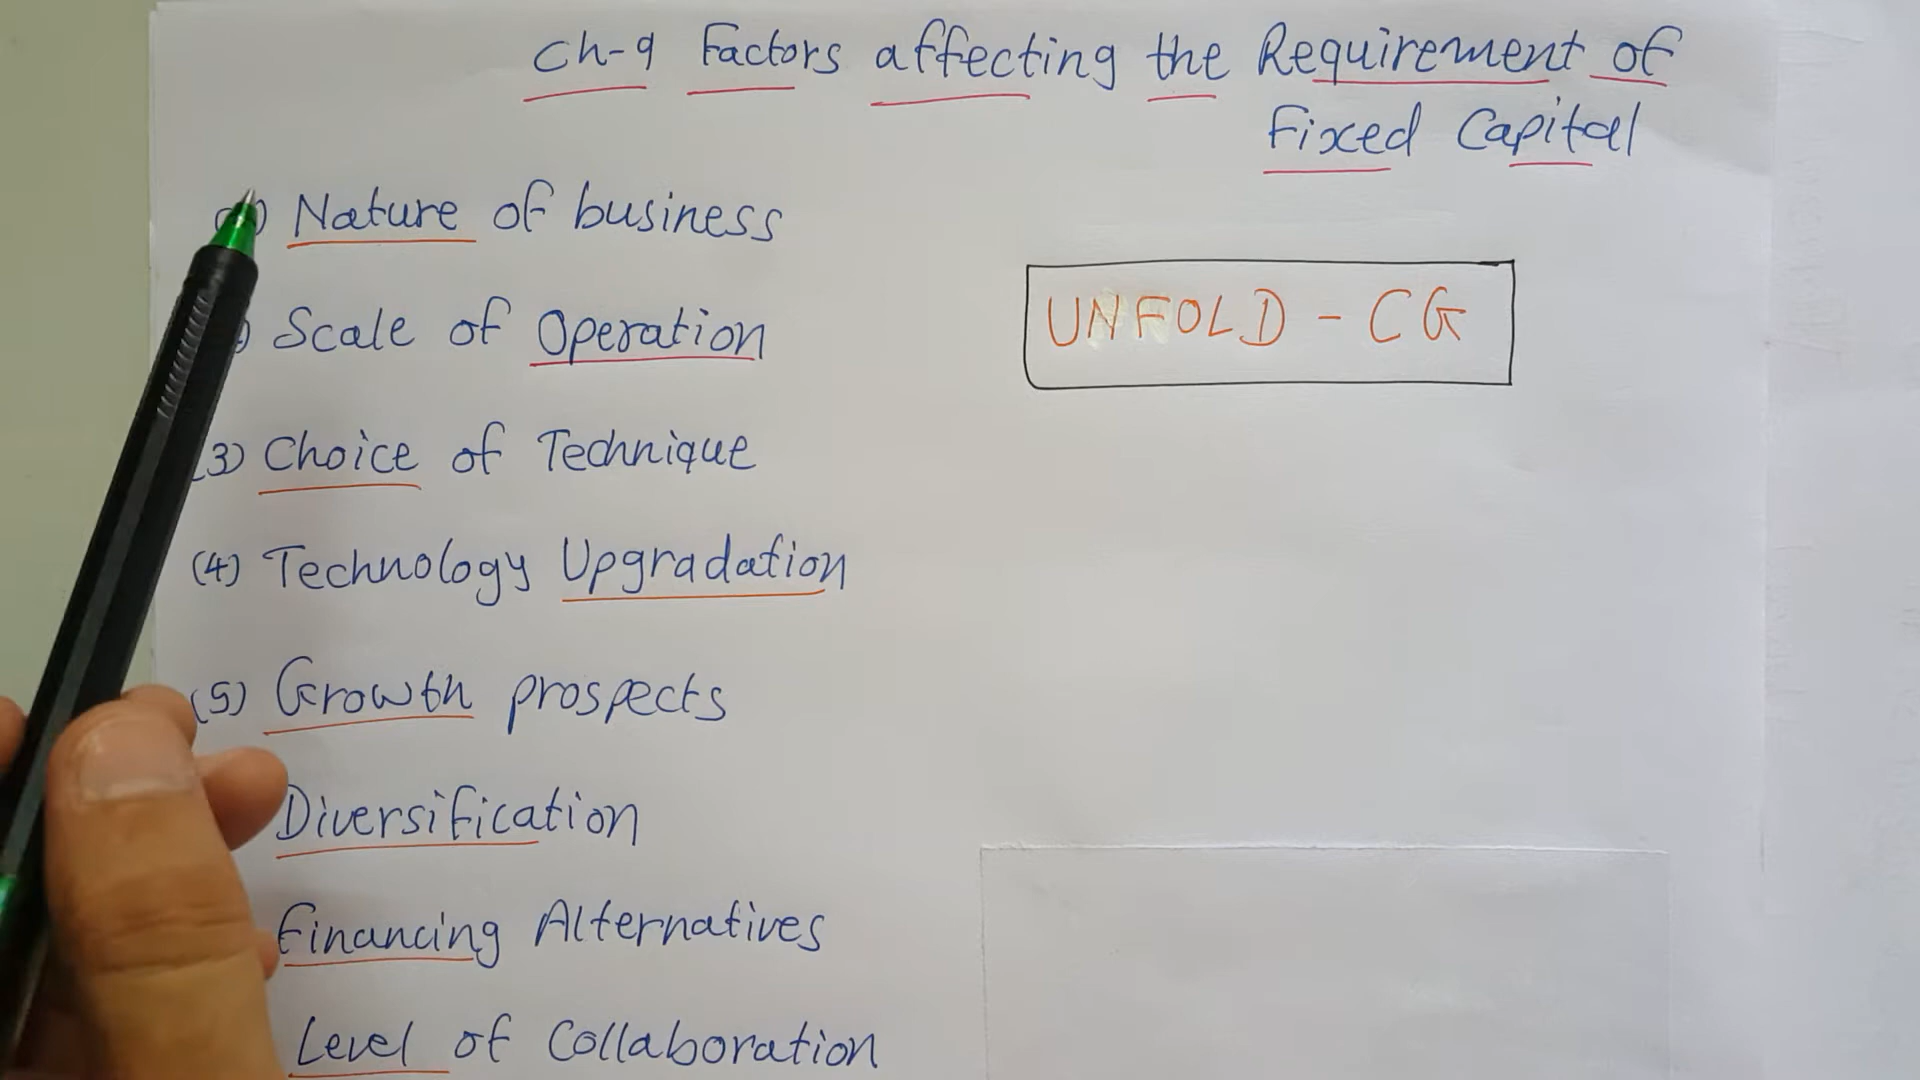 Ch-9 Factors affecting the Requirement of
Fixed Capital
Nature of business
UNFOLD - CG
Scale of Operation
(3) Choice of Technique
(4) Technology Upgradation
(5) Growth prospects
Diversification
Financing Alternatives
Level of Collaboration